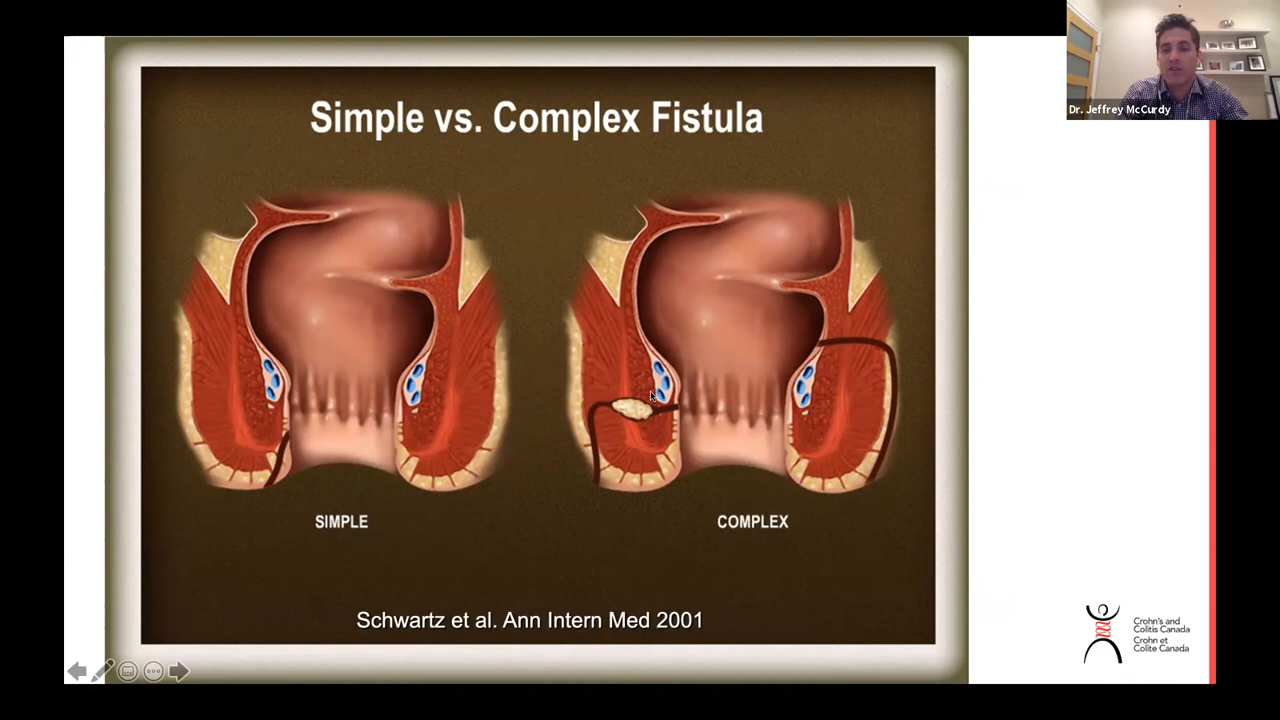 Simple vs. Complex Fistula
SIMPLE
COMPLEX
Schwartz et al. Ann Intern Med 2001
Dr. Jeffrey McCurdy
Crohn's and
Colitis Canada
Crohn et
Colite Canada